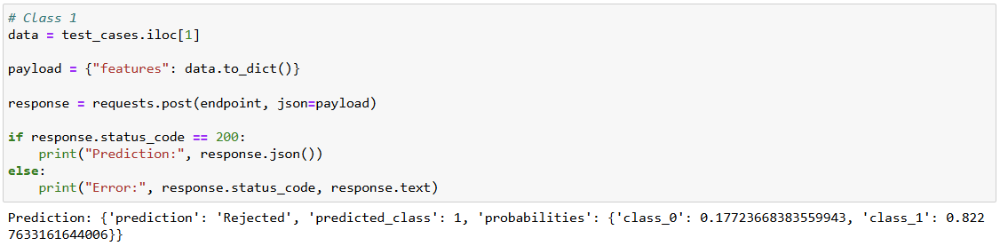 # Class 1
data = test_cases.iloc[1]
payload = {"features": data.to_dict()}
response = requests.post(endpoint, json=payload)
if response.status_code == 200:
    print("Prediction:", response.json())
else:
    print("Error:", response.status_code, response.text)
Prediction: {'prediction': 'Rejected', 'predicted_class': 1, 'probabilities': {'class_0': 0.17723668383559943, 'class_1': 0.822
7633161644006}}